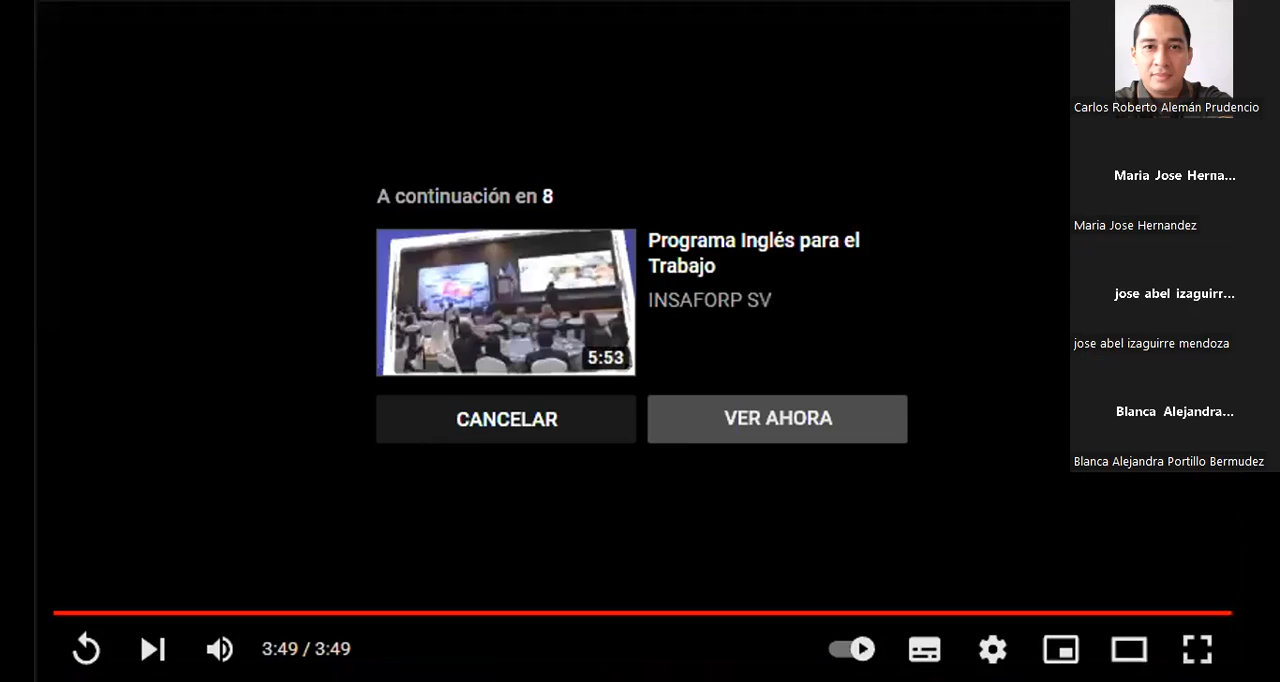 A continuación en 8
Programa Inglés para el
Trabajo
INSAFORP SV
5:53
CANCELAR
VER AHORA
3:49 / 3:49
Carlos Roberto Alemán Prudencio
Maria Jose Herna...
Maria Jose Hernandez
jose abel izaguirr...
jose abel izaguirre mendoza
Blanca Alejandra...
Blanca Alejandra Portillo Bermudez